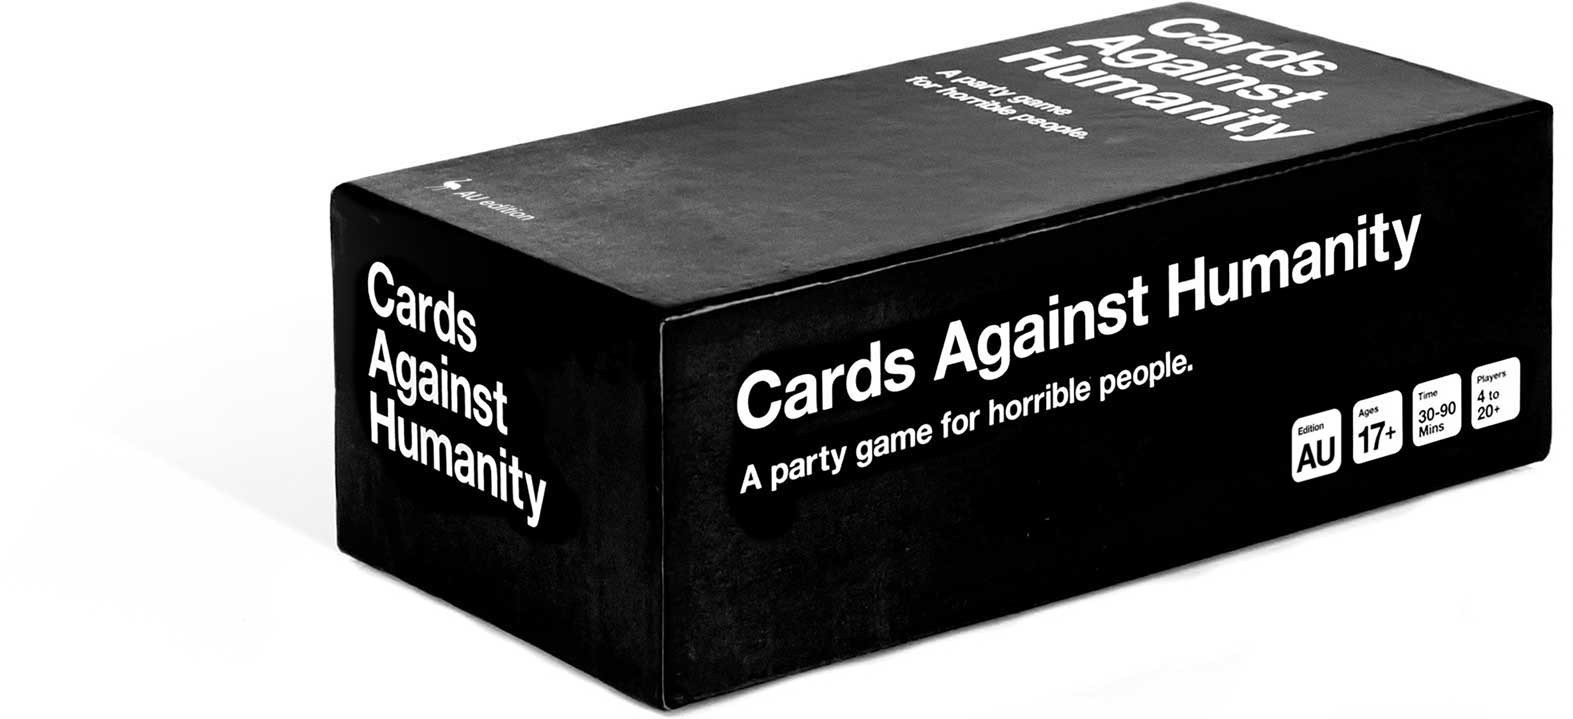 Cards
Against
Humanity
A party game
for horrible people.
AU edition
Cards
Against
Humanity
Cards Against Humanity
A party game for horrible people.
Edition
AU
Ages
17+
Time
30-90
Mins
Players
4 to
20+